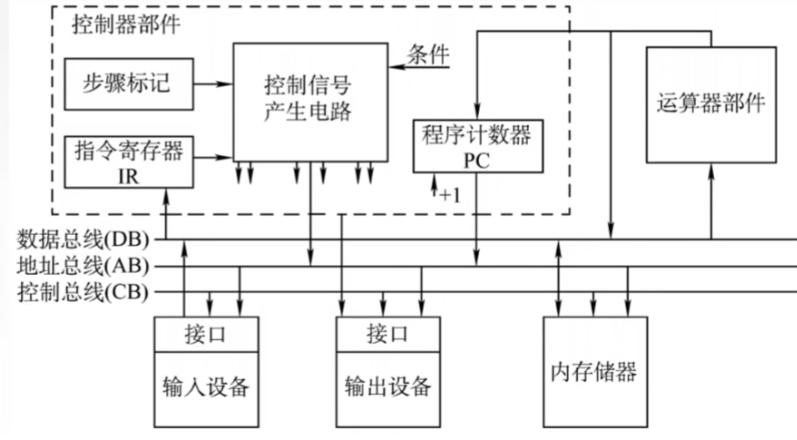 控制器部件
步骤标记
控制信号
产生电路
条件
运算器部件
指令寄存器
IR
程序计数器
PC
+1
数据总线(DB)
地址总线(AB)
控制总线(CB)
接口
输入设备
接口
输出设备
内存储器